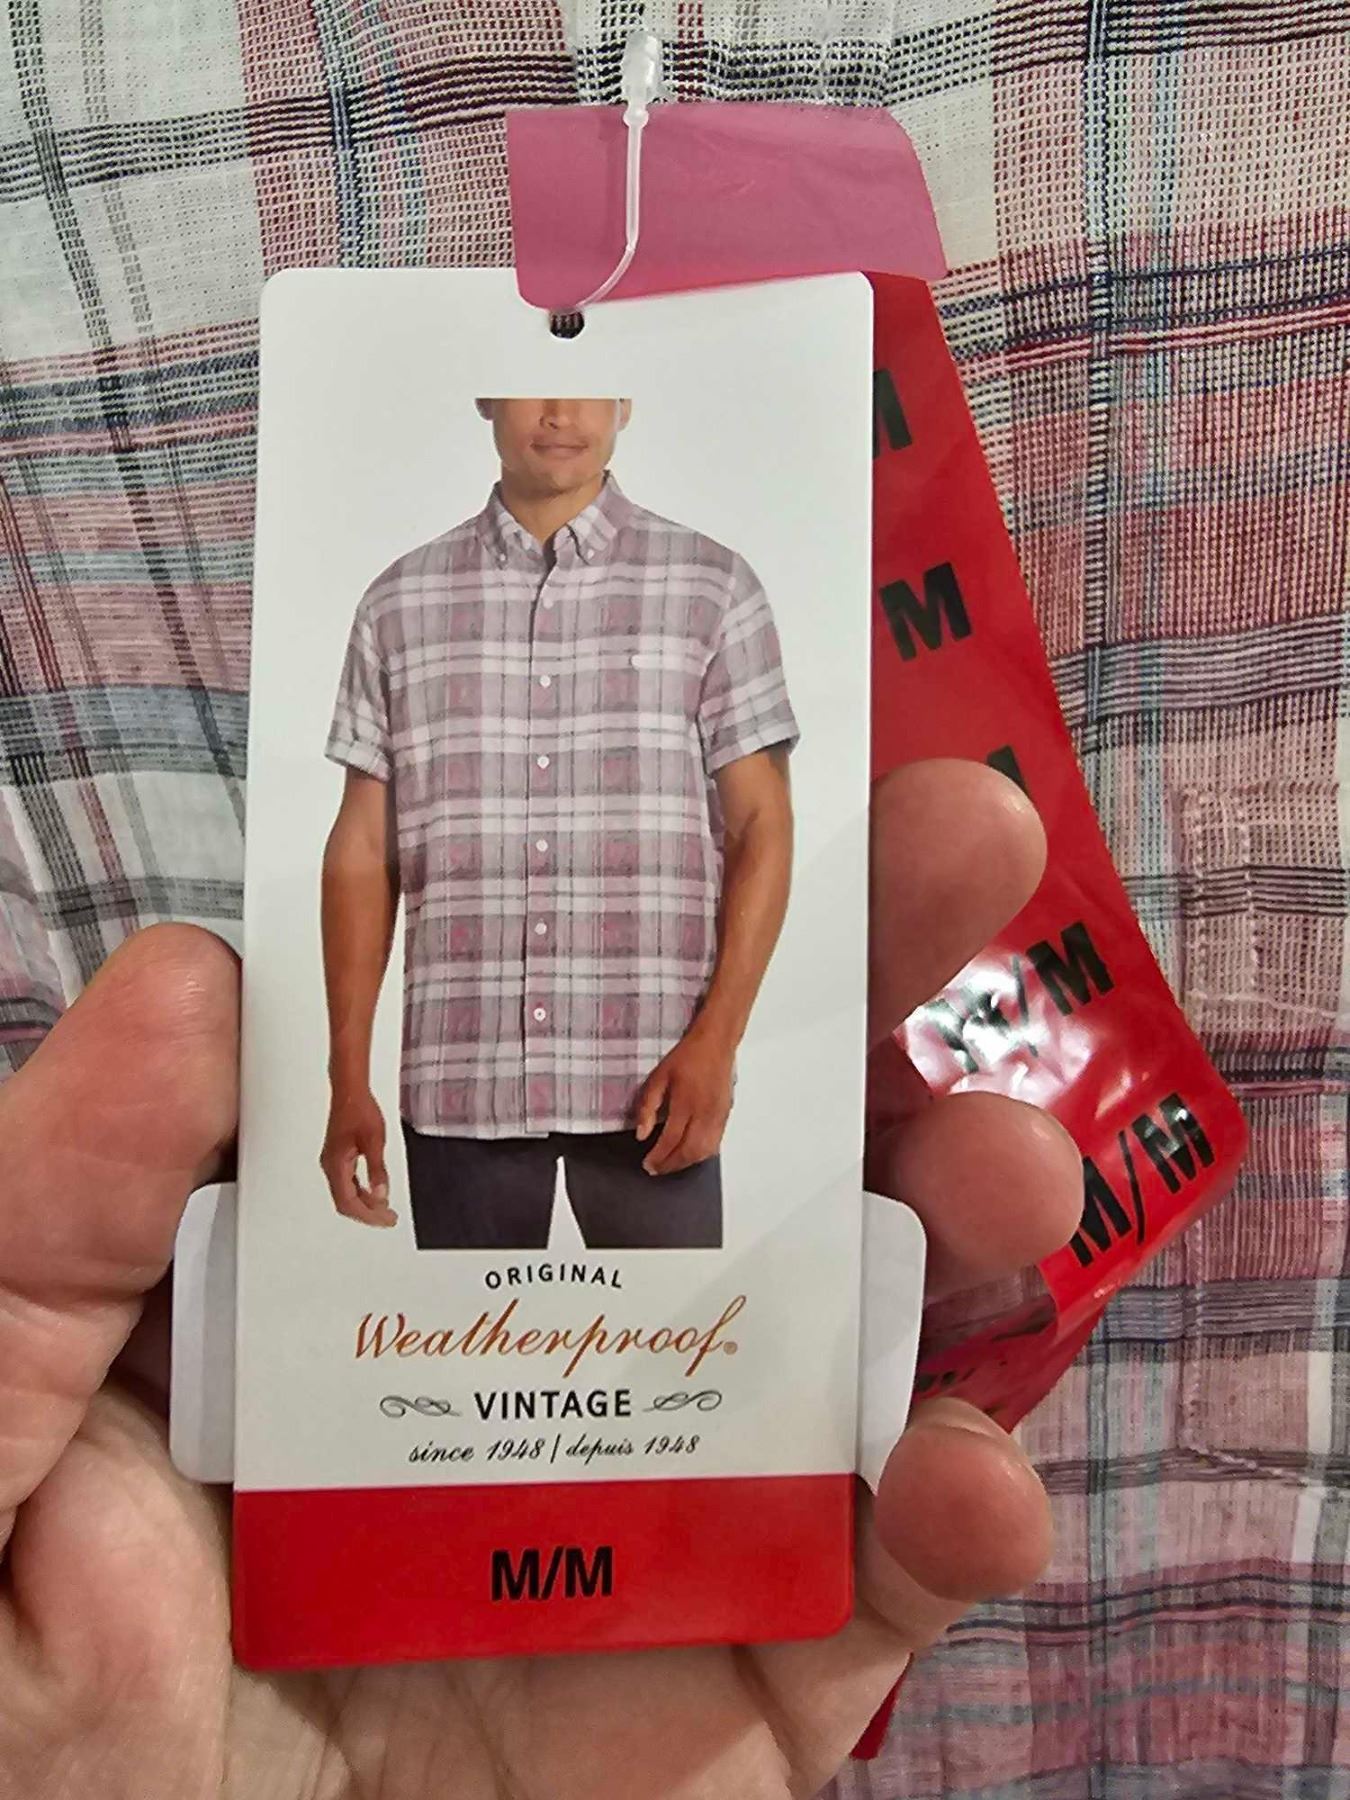 M
M
M
M/M
M/M
ORIGINAL
Weatherproof®
VINTAGE
since 1948 | depuis 1948
M/M